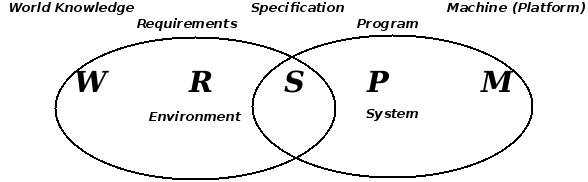 World Knowledge Specification Machine (Platform)
Requirements Program
W R S P M
Environment System